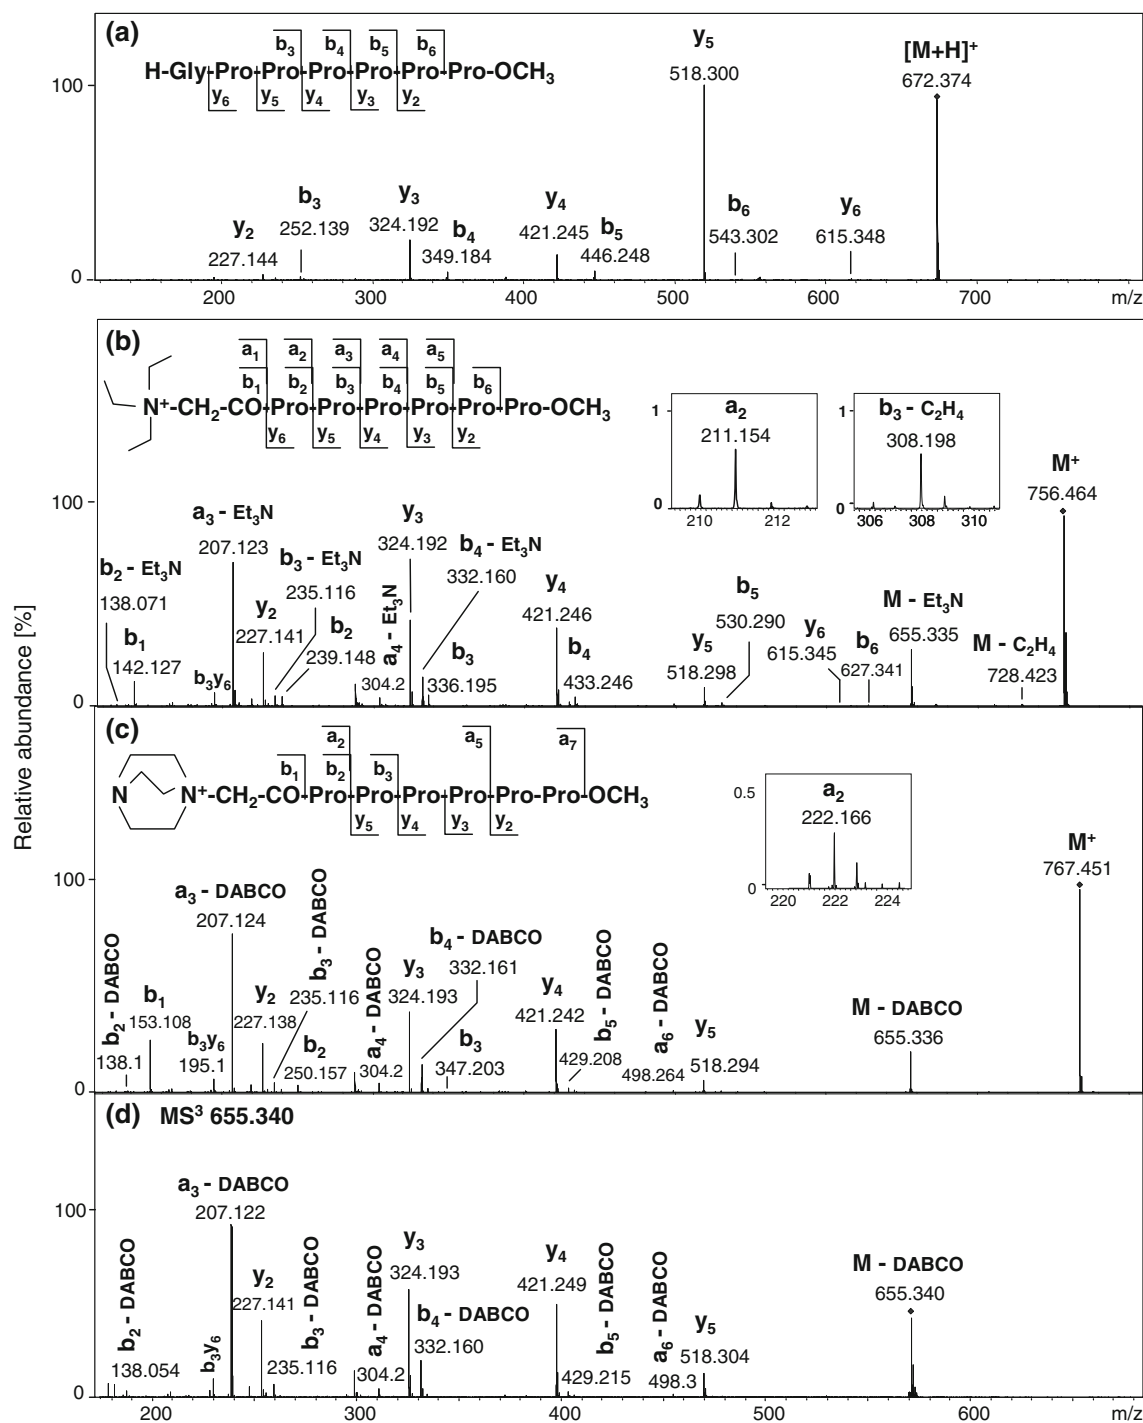 Relative abundance [%]
(a)
b3 b4 b5 b6
H-Gly-Pro-Pro-Pro-Pro-Pro-Pro-OCH3
y6 y5 y4 y3 y2
100
0
y2
227.144
b3
252.139
y3
324.192
b4
349.184
y4
421.245
b5
446.248
y5
518.300
b6
543.302
y6
615.348
[M+H]+
672.374
200 300 400 500 600 700 m/z
(b)
a1 a2 a3 a4 a5
b1 b2 b3 b4 b5 b6
N+-CH2-CO-Pro-Pro-Pro-Pro-Pro-Pro-OCH3
y6 y5 y4 y3 y2
100
0
b2 - Et3N
138.071
b1
142.127
b3y6
a3 - Et3N
207.123
y2
227.141
b3 - Et3N
235.116
b2
239.148
a4 - Et3N
304.2
y3
324.192
b4 - Et3N
332.160
b3
336.195
y4
421.246
b4
433.246
y5
518.298
b5
530.290
y6
615.345
b6
627.341
M - Et3N
655.335
M - C2H4
728.423
M+
756.464
1
0
a2
211.154
210 212
1
0
b3 - C2H4
308.198
306 308 310
(c)
a2 a5 a7
b1 b2 b3
N N+-CH2-CO-Pro-Pro-Pro-Pro-Pro-Pro-OCH3
y5 y4 y3 y2
100
0
b2 - DABCO
138.1
b1
153.108
b3y6
195.1
a3 - DABCO
207.124
y2
227.138
b3 - DABCO
235.116
b2
250.157
a4 - DABCO
304.2
y3
324.193
b4 - DABCO
332.161
b3
347.203
y4
421.242
b5 - DABCO
429.208
a6 - DABCO
498.264
y5
518.294
M - DABCO
655.336
M+
767.451
0.5
0
a2
222.166
220 222 224
(d) MS3 655.340
100
0
b2 - DABCO
138.054
b3y6
a3 - DABCO
207.122
y2
227.141
b3 - DABCO
235.116
a4 - DABCO
304.2
y3
324.193
b4 - DABCO
332.160
y4
421.249
b5 - DABCO
429.215
a6 - DABCO
498.3
y5
518.304
M - DABCO
655.340
200 300 400 500 600 m/z